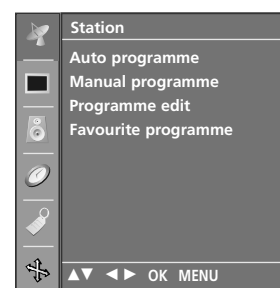 Station
Auto programme
Manual programme
Programme edit
Favourite programme
▲▼ ◄► OK MENU